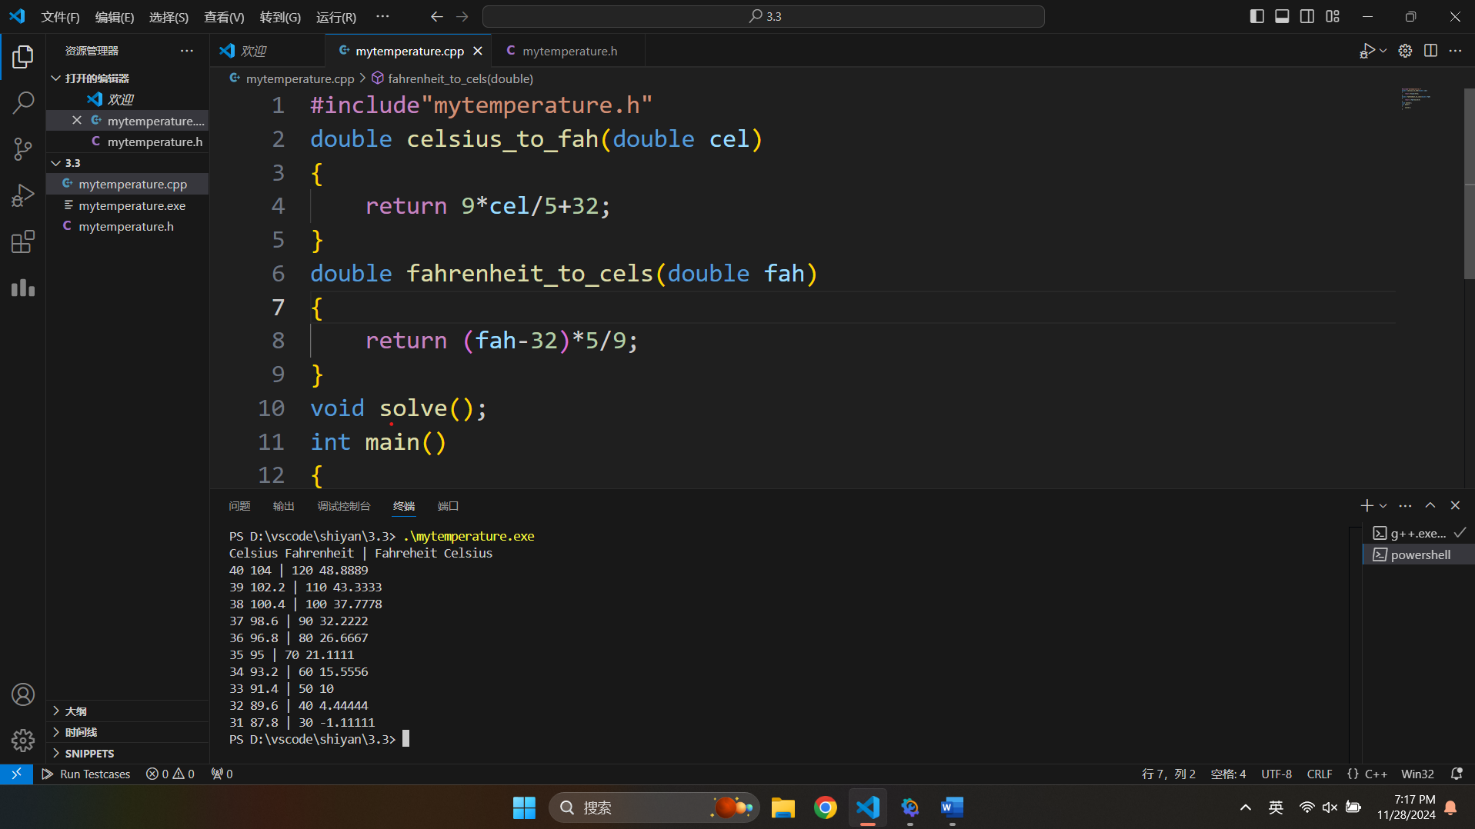 文件(F) 编辑(E) 选择(S) 查看(V) 转到(G) 运行(R) ··· 3.3
资源管理器 ···
打开的编辑器
欢迎
mytemperature....
mytemperature.h
3.3
mytemperature.cpp
mytemperature.exe
mytemperature.h
大纲
时间线
SNIPPETS
欢迎 mytemperature.cpp mytemperature.h
mytemperature.cpp > fahrenheit_to_cels(double)
1 #include"mytemperature.h"
2 double celsius_to_fah(double cel)
3 {
4 return 9*cel/5+32;
5 }
6 double fahrenheit_to_cels(double fah)
7 {
8 return (fah-32)*5/9;
9 }
10 void solve();
11 int main()
12 {
问题 输出 调试控制台 终端 端口
PS D:\vscode\shiyan\3.3> .\mytemperature.exe
Celsius Fahrenheit | Fahreheit Celsius
40 104 | 120 48.8889
39 102.2 | 110 43.3333
38 100.4 | 100 37.7778
37 98.6 | 90 32.2222
36 96.8 | 80 26.6667
35 95 | 70 21.1111
34 93.2 | 60 15.5556
33 91.4 | 50 10
32 89.6 | 40 4.44444
31 87.8 | 30 -1.11111
PS D:\vscode\shiyan\3.3>
g++.exe...
powershell
Run Testcases 0 0 0 行 7，列 2 空格: 4 UTF-8 CRLF {} C++ Win32
搜索 英 7:17 PM
11/28/2024